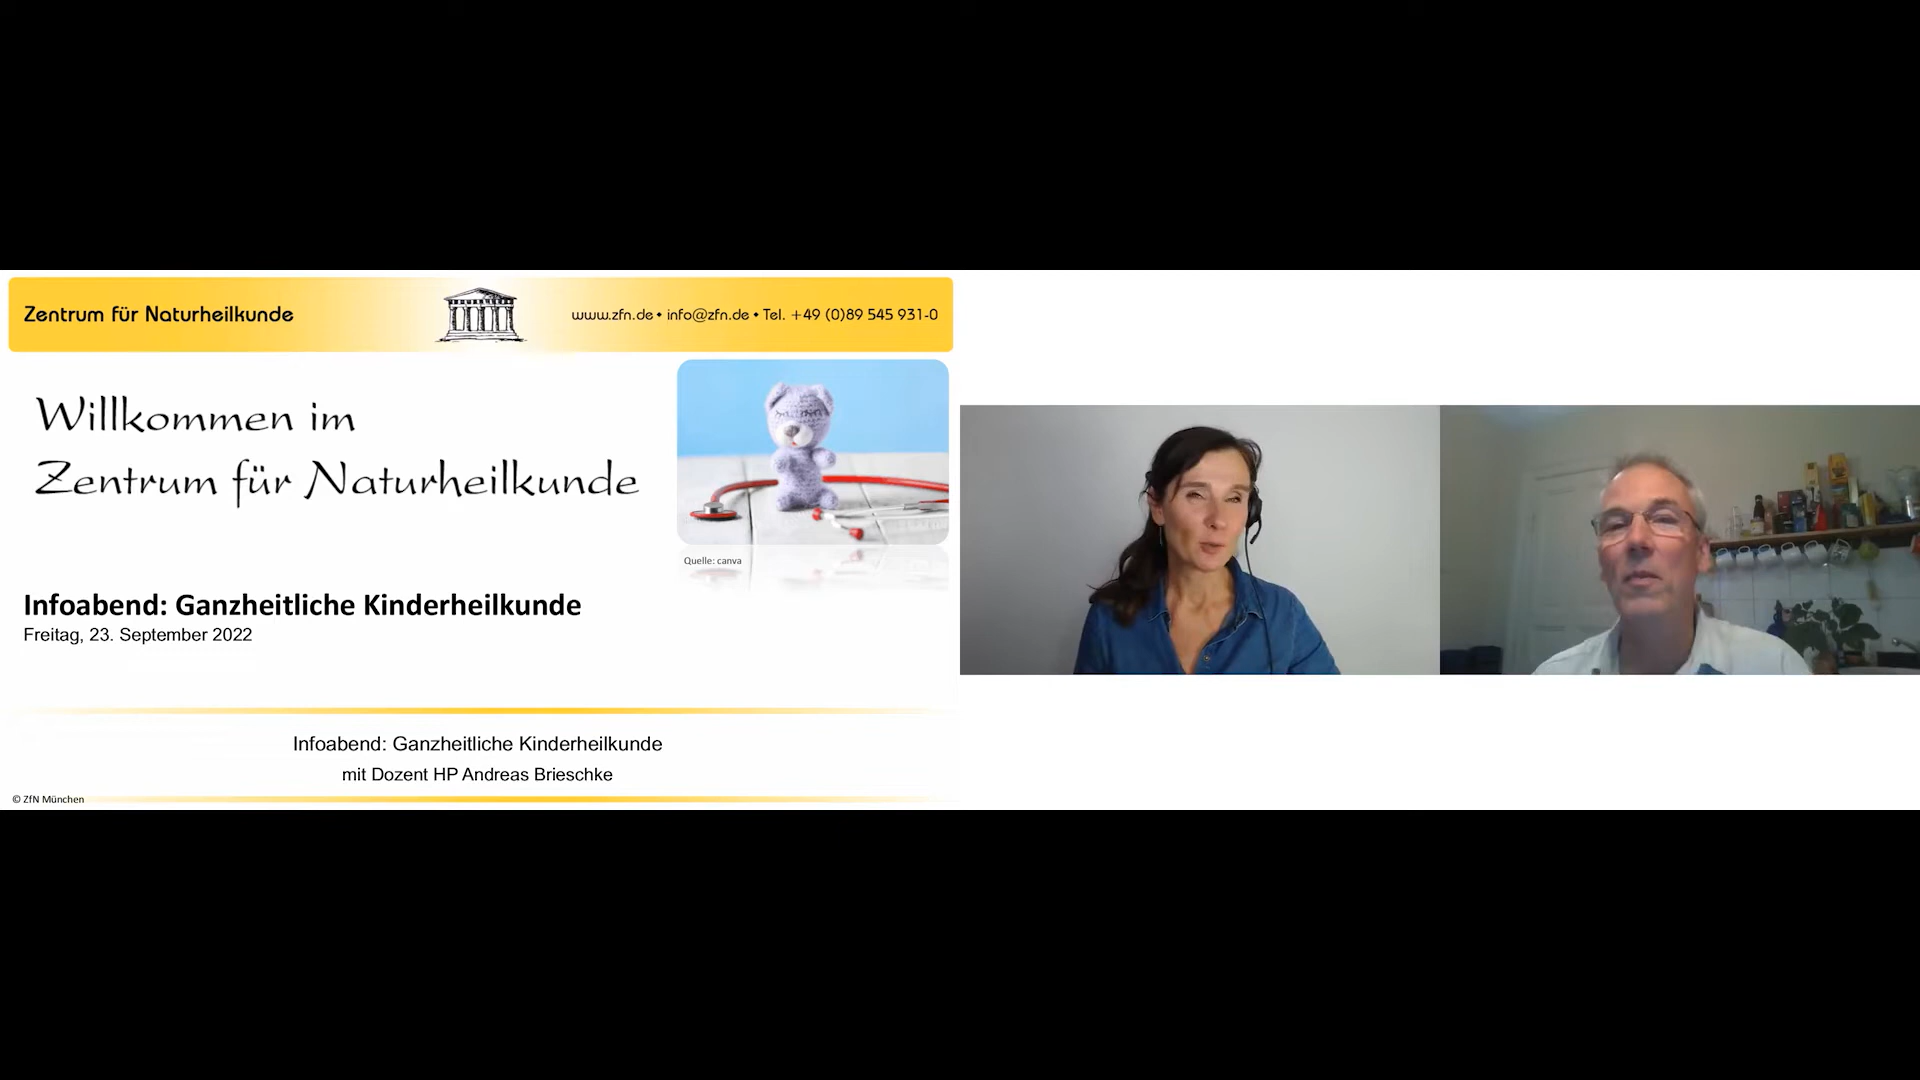 Zentrum für Naturheilkunde
www.zfn.de • info@zfn.de • Tel. +49 (0)89 545 931-0
Willkommen im
Zentrum für Naturheilkunde
Quelle: canva
Infoabend: Ganzheitliche Kinderheilkunde
Freitag, 23. September 2022
Infoabend: Ganzheitliche Kinderheilkunde
mit Dozent HP Andreas Brieschke
© ZfN München